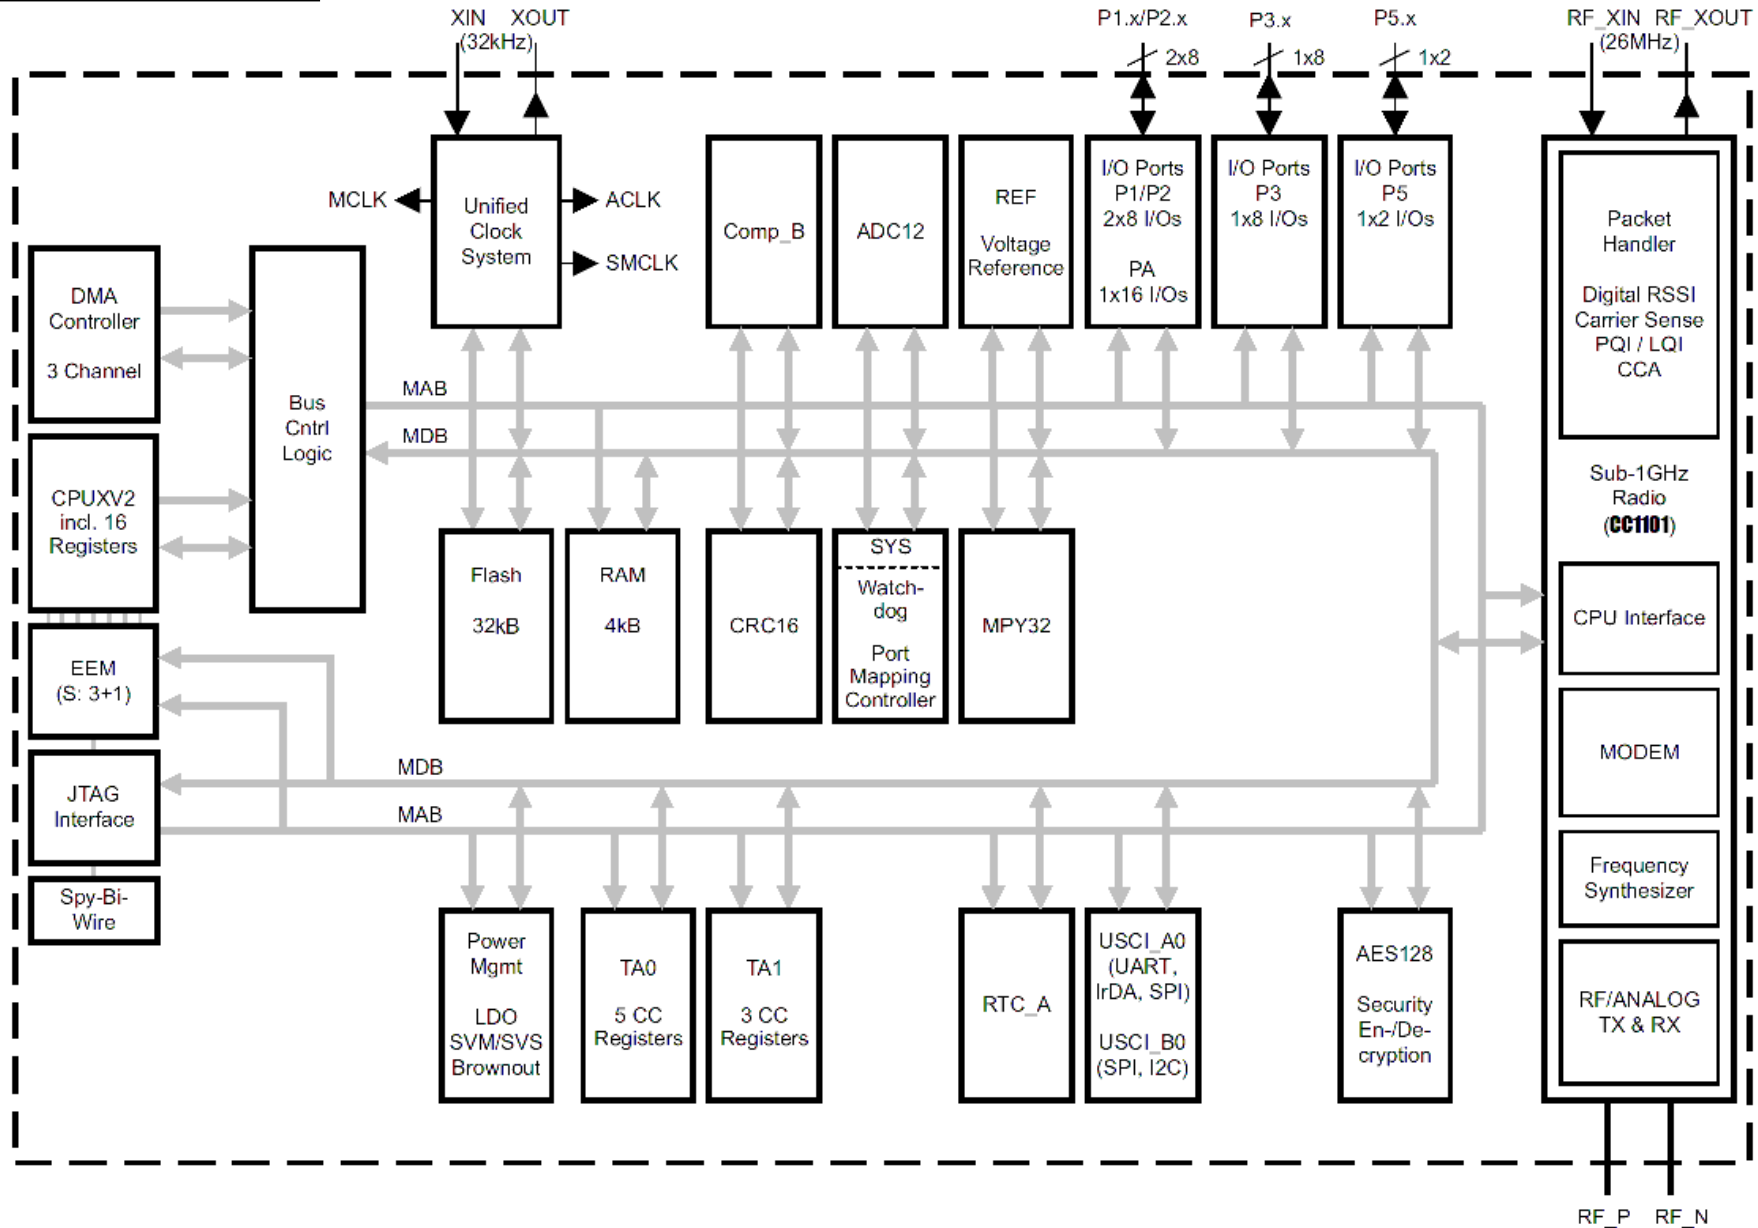 XIN XOUT
(32kHz)
P1.x/P2.x
2x8
P3.x
1x8
P5.x
1x2
RF_XIN RF_XOUT
(26MHz)
MCLK
Unified
Clock
System
ACLK
SMCLK
Comp_B
ADC12
REF
Voltage
Reference
I/O Ports
P1/P2
2x8 I/Os
PA
1x16 I/Os
I/O Ports
P3
1x8 I/Os
I/O Ports
P5
1x2 I/Os
Packet
Handler
Digital RSSI
Carrier Sense
PQI / LQI
CCA
Sub-1GHz
Radio
(CC1101)
CPU Interface
MODEM
Frequency
Synthesizer
RF/ANALOG
TX & RX
DMA
Controller
3 Channel
Bus
Cntrl
Logic
MAB
MDB
CPUXV2
incl. 16
Registers
EEM
(S: 3+1)
JTAG
Interface
Spy-Bi-
Wire
Flash
32kB
RAM
4kB
CRC16
SYS
Watch-
dog
Port
Mapping
Controller
MPY32
MDB
MAB
Power
Mgmt
LDO
SVM/SVS
Brownout
TA0
5 CC
Registers
TA1
3 CC
Registers
RTC_A
USCI_A0
(UART,
IrDA, SPI)
USCI_B0
(SPI, I2C)
AES128
Security
En-/De-
cryption
RF_P RF_N